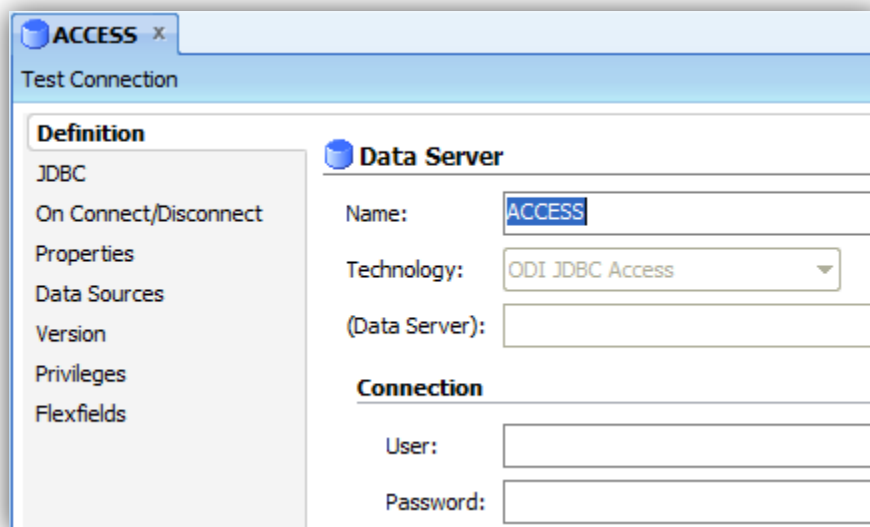 ACCESS x
Test Connection
Definition
JDBC
On Connect/Disconnect
Properties
Data Sources
Version
Privileges
Flexfields
Data Server
Name: ACCESS
Technology: ODI JDBC Access
(Data Server):
Connection
User:
Password: